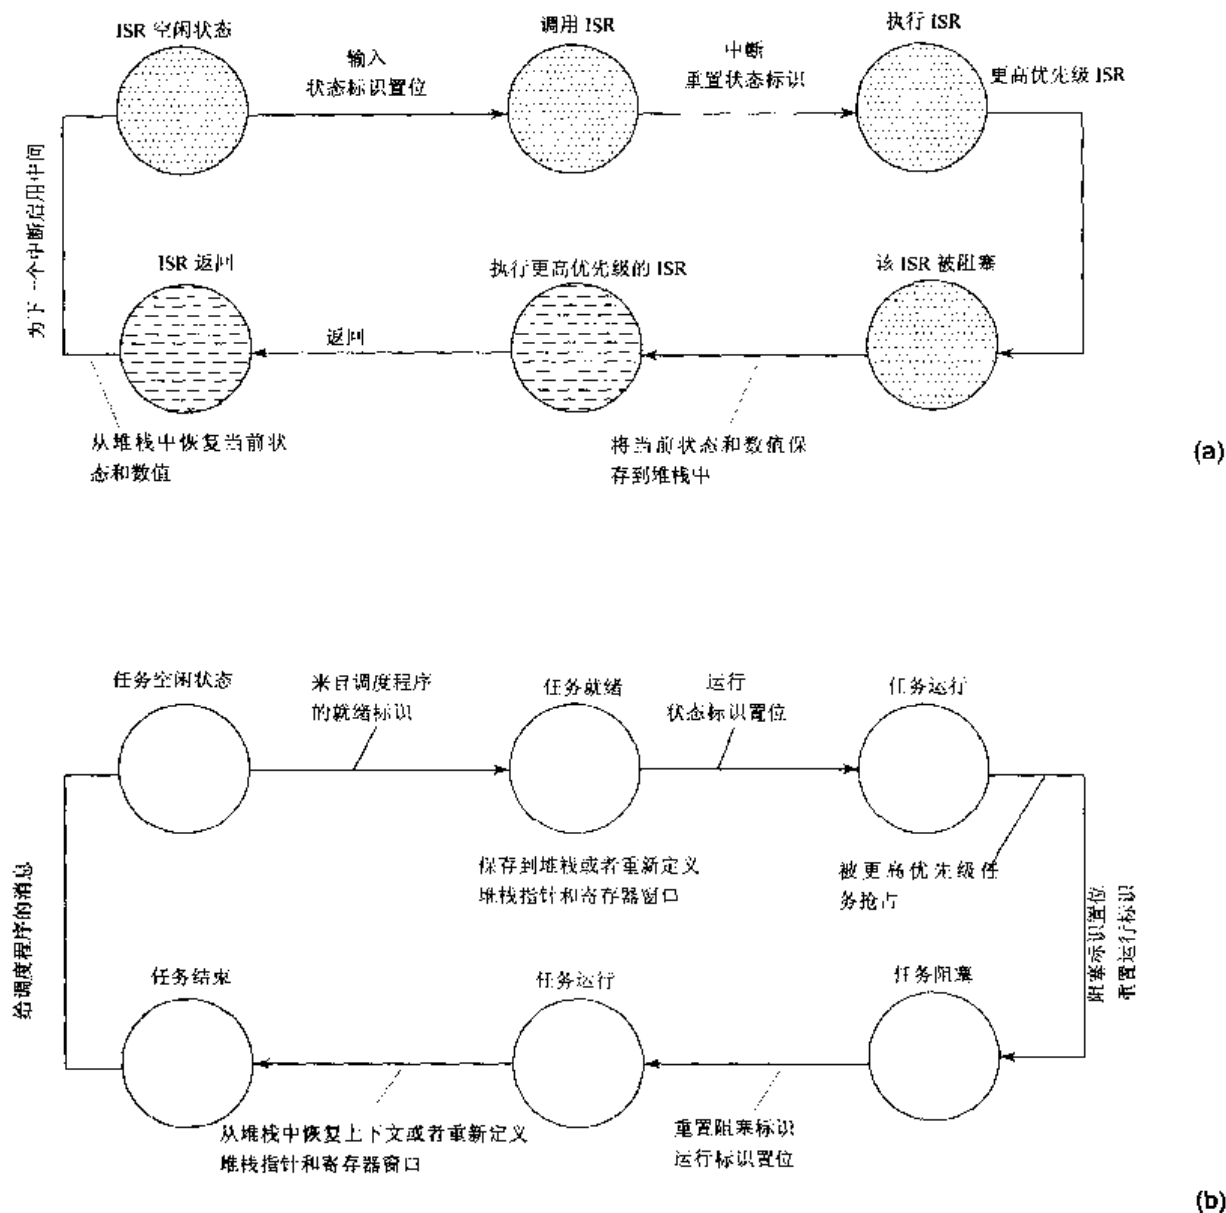 ISR 空闲状态
调用 ISR
执行 ISR
输入
状态标识置位
中断
重置状态标识
更高优先级 ISR
为下一个中断启用中间
ISR 返回
执行更高优先级的 ISR
该 ISR 被阻塞
返回
从堆栈中恢复当前状
态和数值
将当前状态和数值保
存到堆栈中
(a)
任务空闲状态
来自调度程序
的就绪标识
任务就绪
运行
状态标识置位
任务运行
保存到堆栈或者重新定义
堆栈指针和寄存器窗口
被更高优先级任
务抢占
给调度程序的消息
阻塞标识置位
重置运行标识
任务结束
任务运行
任务阻塞
从堆栈中恢复上下文或者重新定义
堆栈指针和寄存器窗口
重置阻塞标识
运行标识置位
(b)